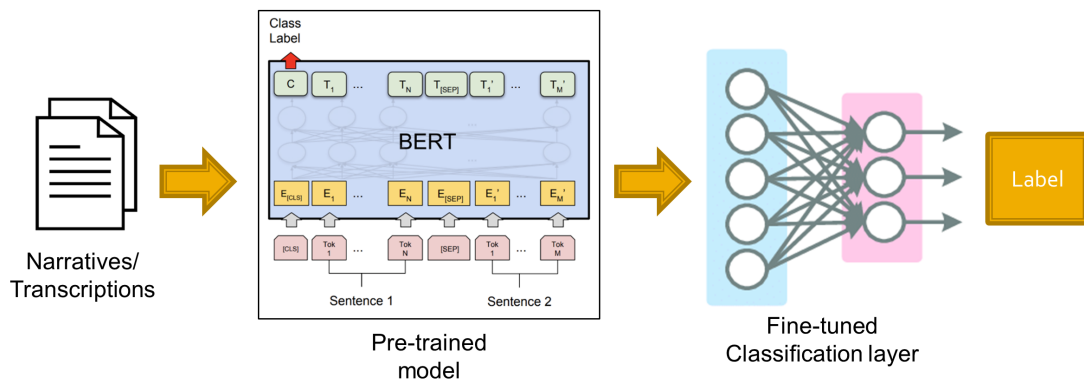 Narratives/
Transcriptions
Class
Label
C T1 ... TN T[SEP] T1' ... TM'
BERT
E[CLS] E1 ... EN E[SEP] E1' ... EM'
[CLS] Tok 1 ... Tok N [SEP] Tok 1 ... Tok M
Sentence 1 Sentence 2
Pre-trained
model
Fine-tuned
Classification layer
Label